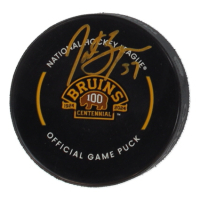 NATIONAL HOCKEY LEAGUE®
BRUINS
1924 100 2024
CENTENNIAL
OFFICIAL GAME PUCK